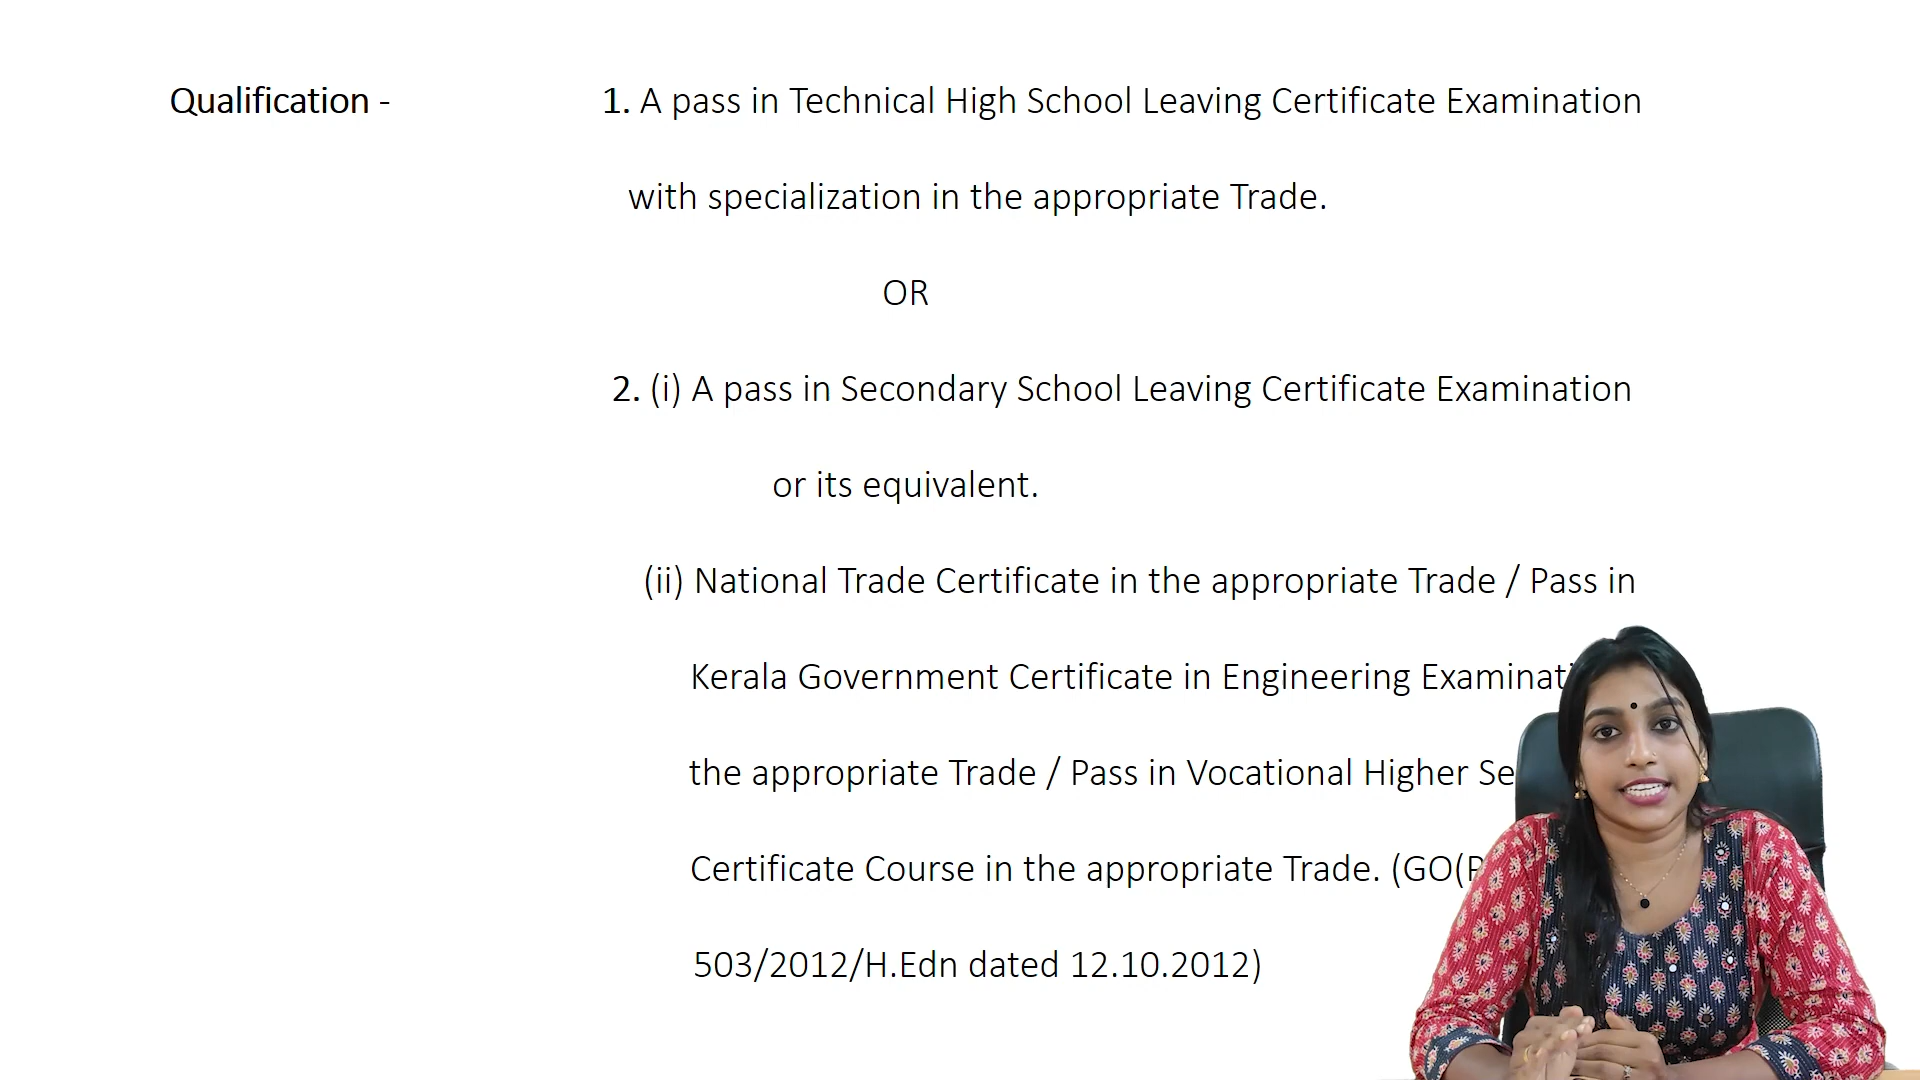 Qualification - 1. A pass in Technical High School Leaving Certificate Examination
with specialization in the appropriate Trade.
OR
2. (i) A pass in Secondary School Leaving Certificate Examination
or its equivalent.
(ii) National Trade Certificate in the appropriate Trade / Pass in
Kerala Government Certificate in Engineering
the appropriate Trade / Pass in Vocational Higher
Certificate Course in the appropriate Trade.
503/2012/H.Edn dated 12.10.2012)